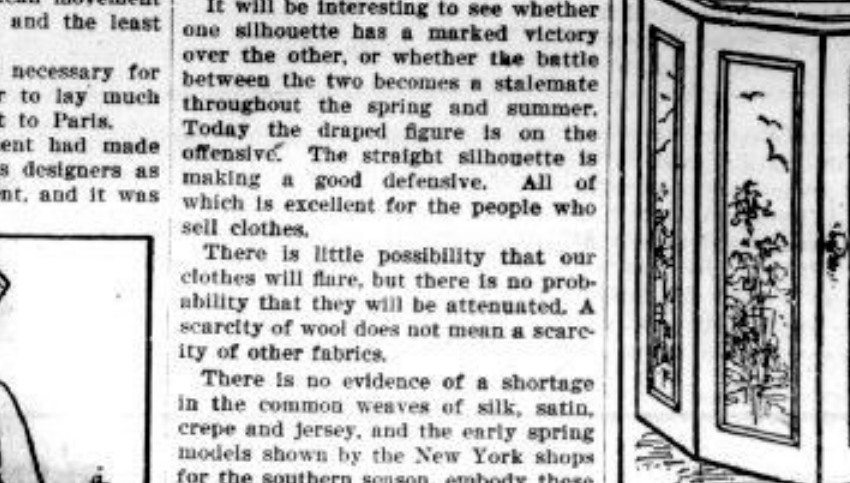 and the least
necessary for
to lay much
to Paris.
had made
designers as
and it was
It will be interesting to see whether
one silhouette has a marked victory
over the other, or whether the battle
between the two becomes a stalemate
throughout the spring and summer.
Today the draped figure is on the
offensive. The straight silhouette is
making a good defensive. All of
which is excellent for the people who
sell clothes.
There is little possibility that our
clothes will flare, but there is no prob-
ability that they will be attenuated. A
scarcity of wool does not mean a scarc-
ity of other fabrics.
There is no evidence of a shortage
in the common weaves of silk, satin,
crepe and jersey, and the early spring
models shown by the New York shops
for the southern season, embody these